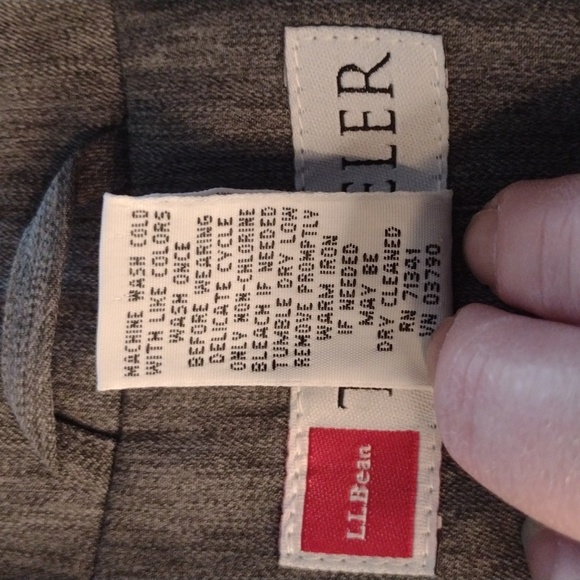 MACHINE WASH COLD
WITH LIKE COLORS
WASH ONCE
BEFORE WEARING
DELICATE CYCLE
ONLY NON-CHLORINE
BLEACH IF NEEDED
TUMBLE DRY LOW
REMOVE PROMPTLY
WARM IRON
IF NEEDED
MAY BE
DRY CLEANED
RN 71341
VN 03790
L.L.Bean